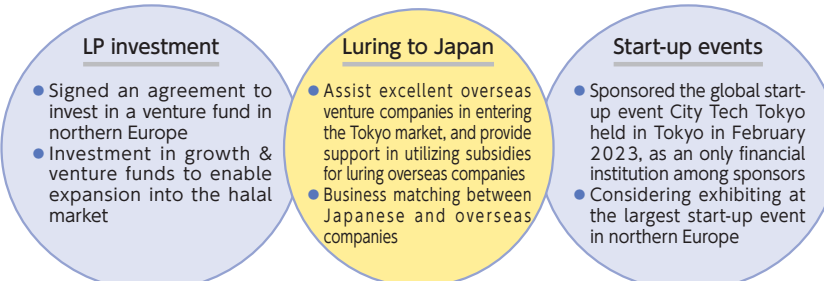 LP investment
● Signed an agreement to
invest in a venture fund in
northern Europe
● Investment in growth &
venture funds to enable
expansion into the halal
market
Luring to Japan
● Assist excellent overseas
venture companies in entering
the Tokyo market, and provide
support in utilizing subsidies
for luring overseas companies
● Business matching between
Japanese and overseas
companies
Start-up events
● Sponsored the global start-
up event City Tech Tokyo
held in Tokyo in February
2023, as an only financial
institution among sponsors
● Considering exhibiting at
the largest start-up event
in northern Europe